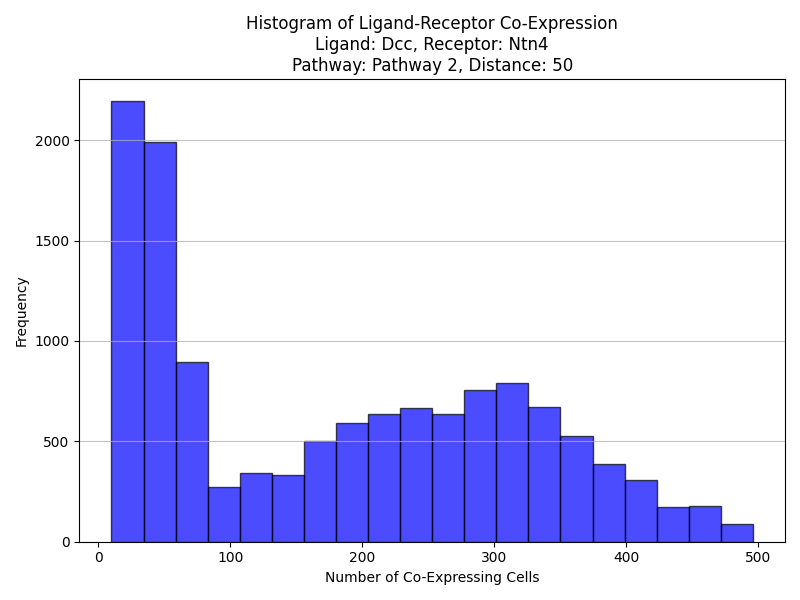 Histogram of Ligand-Receptor Co-Expression
Ligand: Dcc, Receptor: Ntn4
Pathway: Pathway 2, Distance: 50
2000
1500
1000
500
0
Frequency
0 100 200 300 400 500
Number of Co-Expressing Cells